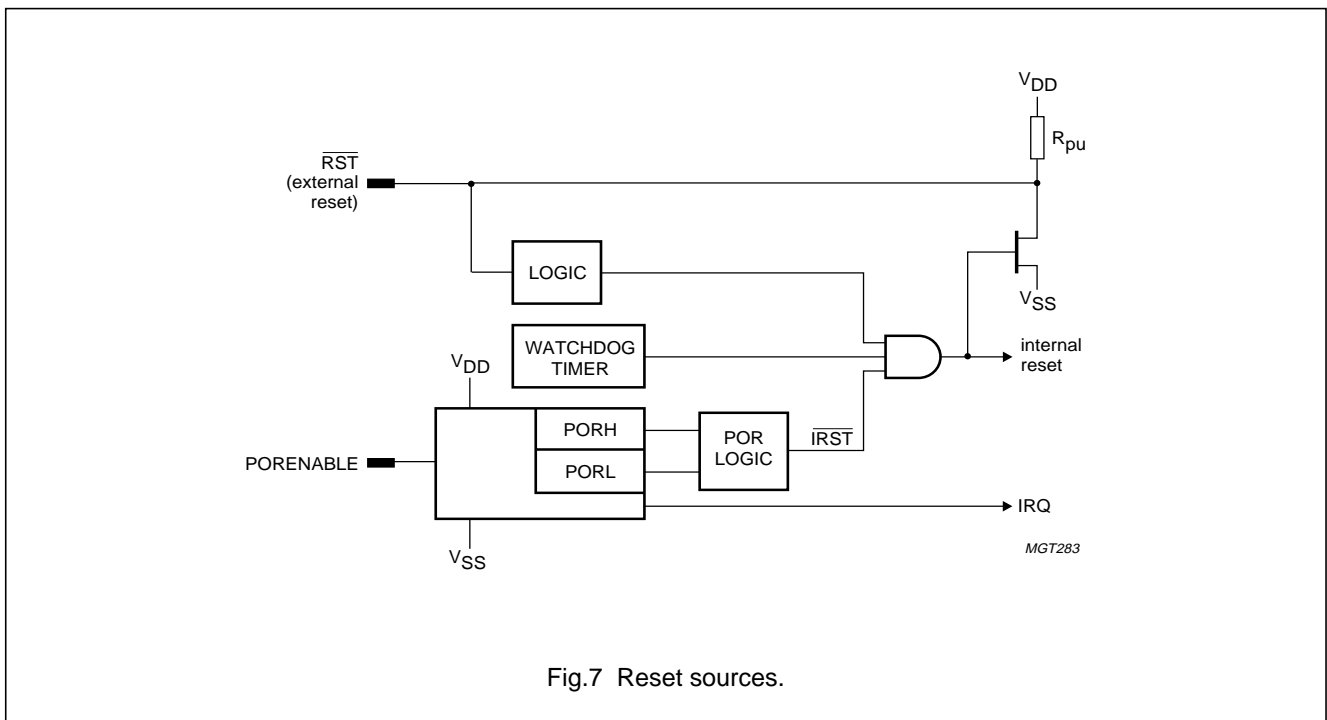 VDD
Rpu
RST
(external
reset)
LOGIC
VSS
WATCHDOG
TIMER
internal
reset
VDD
PORH
PORL
POR
LOGIC
IRST
PORENABLE
IRQ
VSS
MGT283
Fig.7 Reset sources.